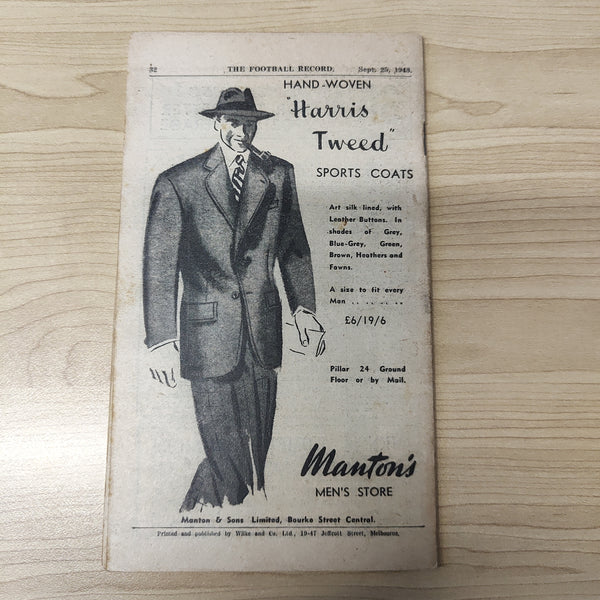 32 THE FOOTBALL RECORD. Sept. 25, 1948.
HAND-WOVEN
"Harris
Tweed"
SPORTS COATS
Art silk lined, with
Leather Buttons. In
shades of Grey,
Blue-Grey, Green,
Brown, Heathers and
Fawns.
A size to fit every
Man .. .. .. .. ..
£6/19/6
Pillar 24 Ground
Floor or by Mail.
Manton's
MEN'S STORE
Manton & Sons Limited, Bourke Street Central.
Printed and published by Wilke and Co. Ltd., 19-47 Jeffcott Street, Melbourne.